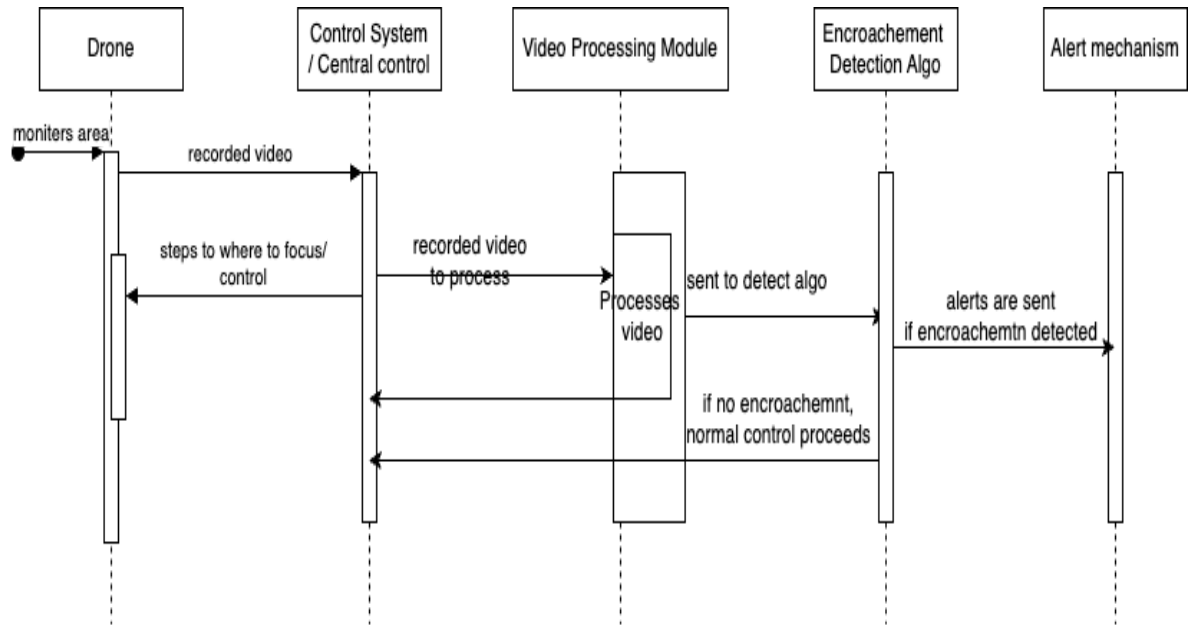 Drone
Control System
/ Central control
Video Processing Module
Encroachement
Detection Algo
Alert mechanism
moniters area
recorded video
steps to where to focus/
control
recorded video
to process
Processes
video
sent to detect algo
alerts are sent
if encroachemtn detected
if no encroachemnt,
normal control proceeds